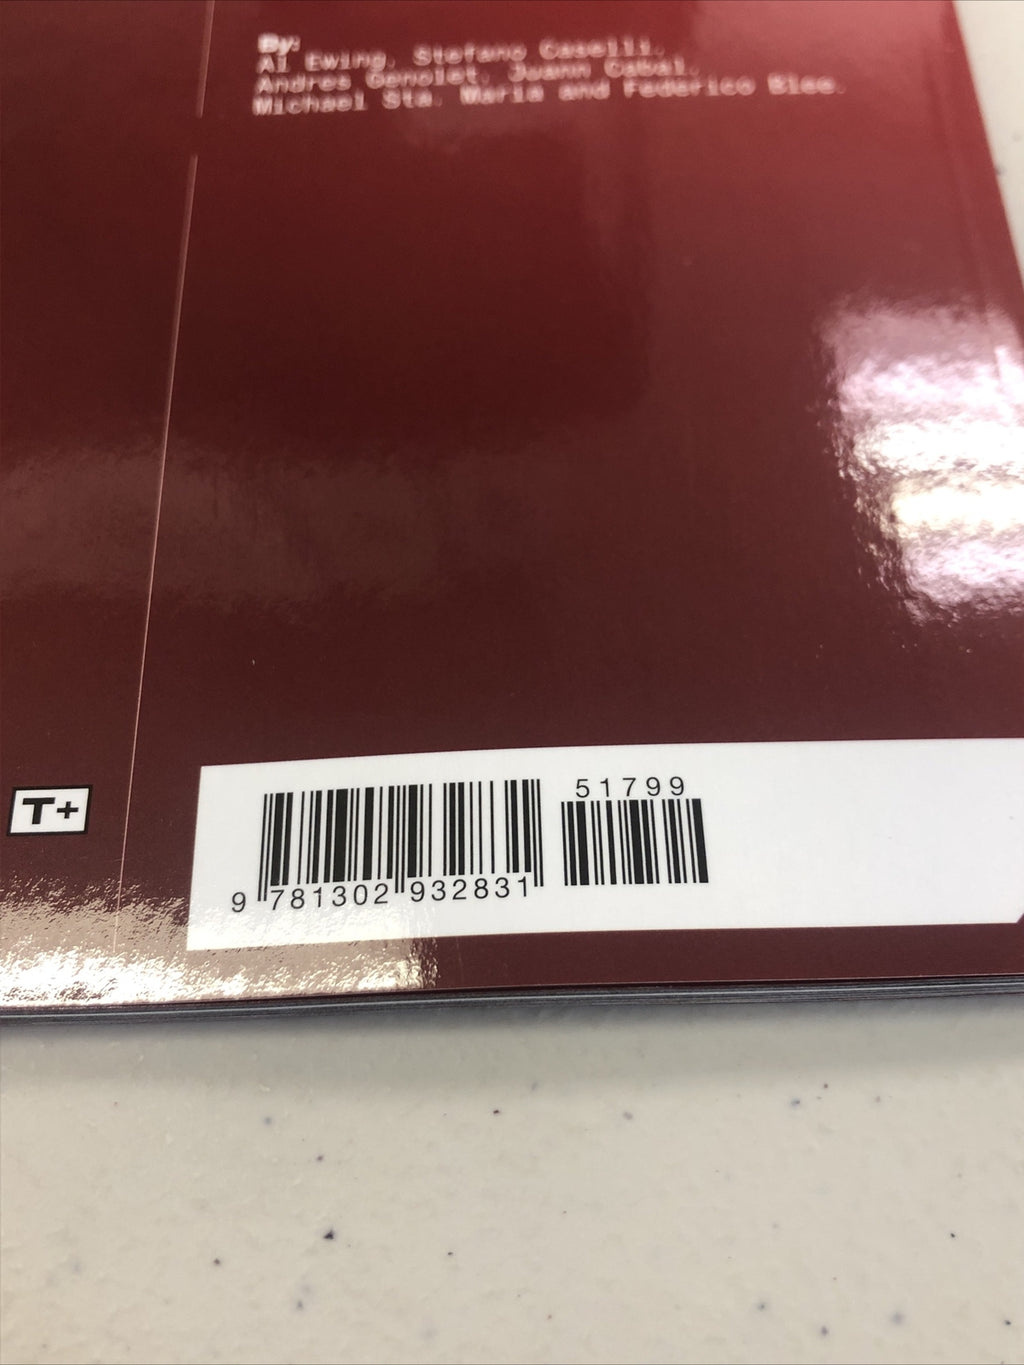 By:
Al Ewing, Stefano Caselli,
Andres Genolet, Juann Cabal,
Michael Sta. Maria and Federico Blee.
T+
51799
9 781302 932831